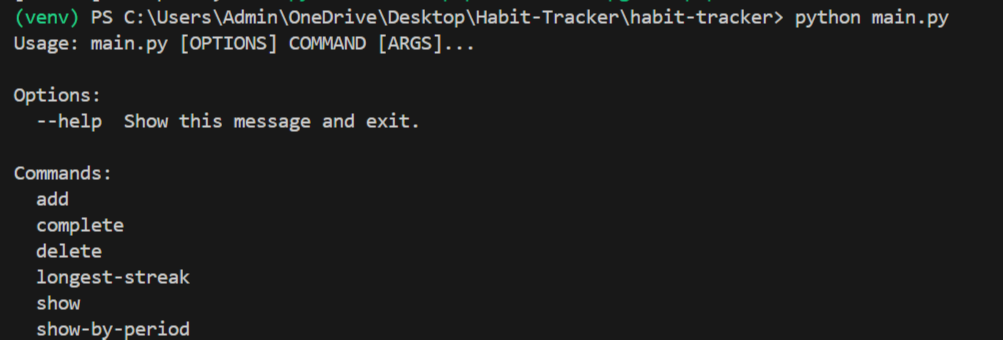 (venv) PS C:\Users\Admin\OneDrive\Desktop\Habit-Tracker\habit-tracker> python main.py
Usage: main.py [OPTIONS] COMMAND [ARGS]...
Options:
--help  Show this message and exit.
Commands:
add
complete
delete
longest-streak
show
show-by-period